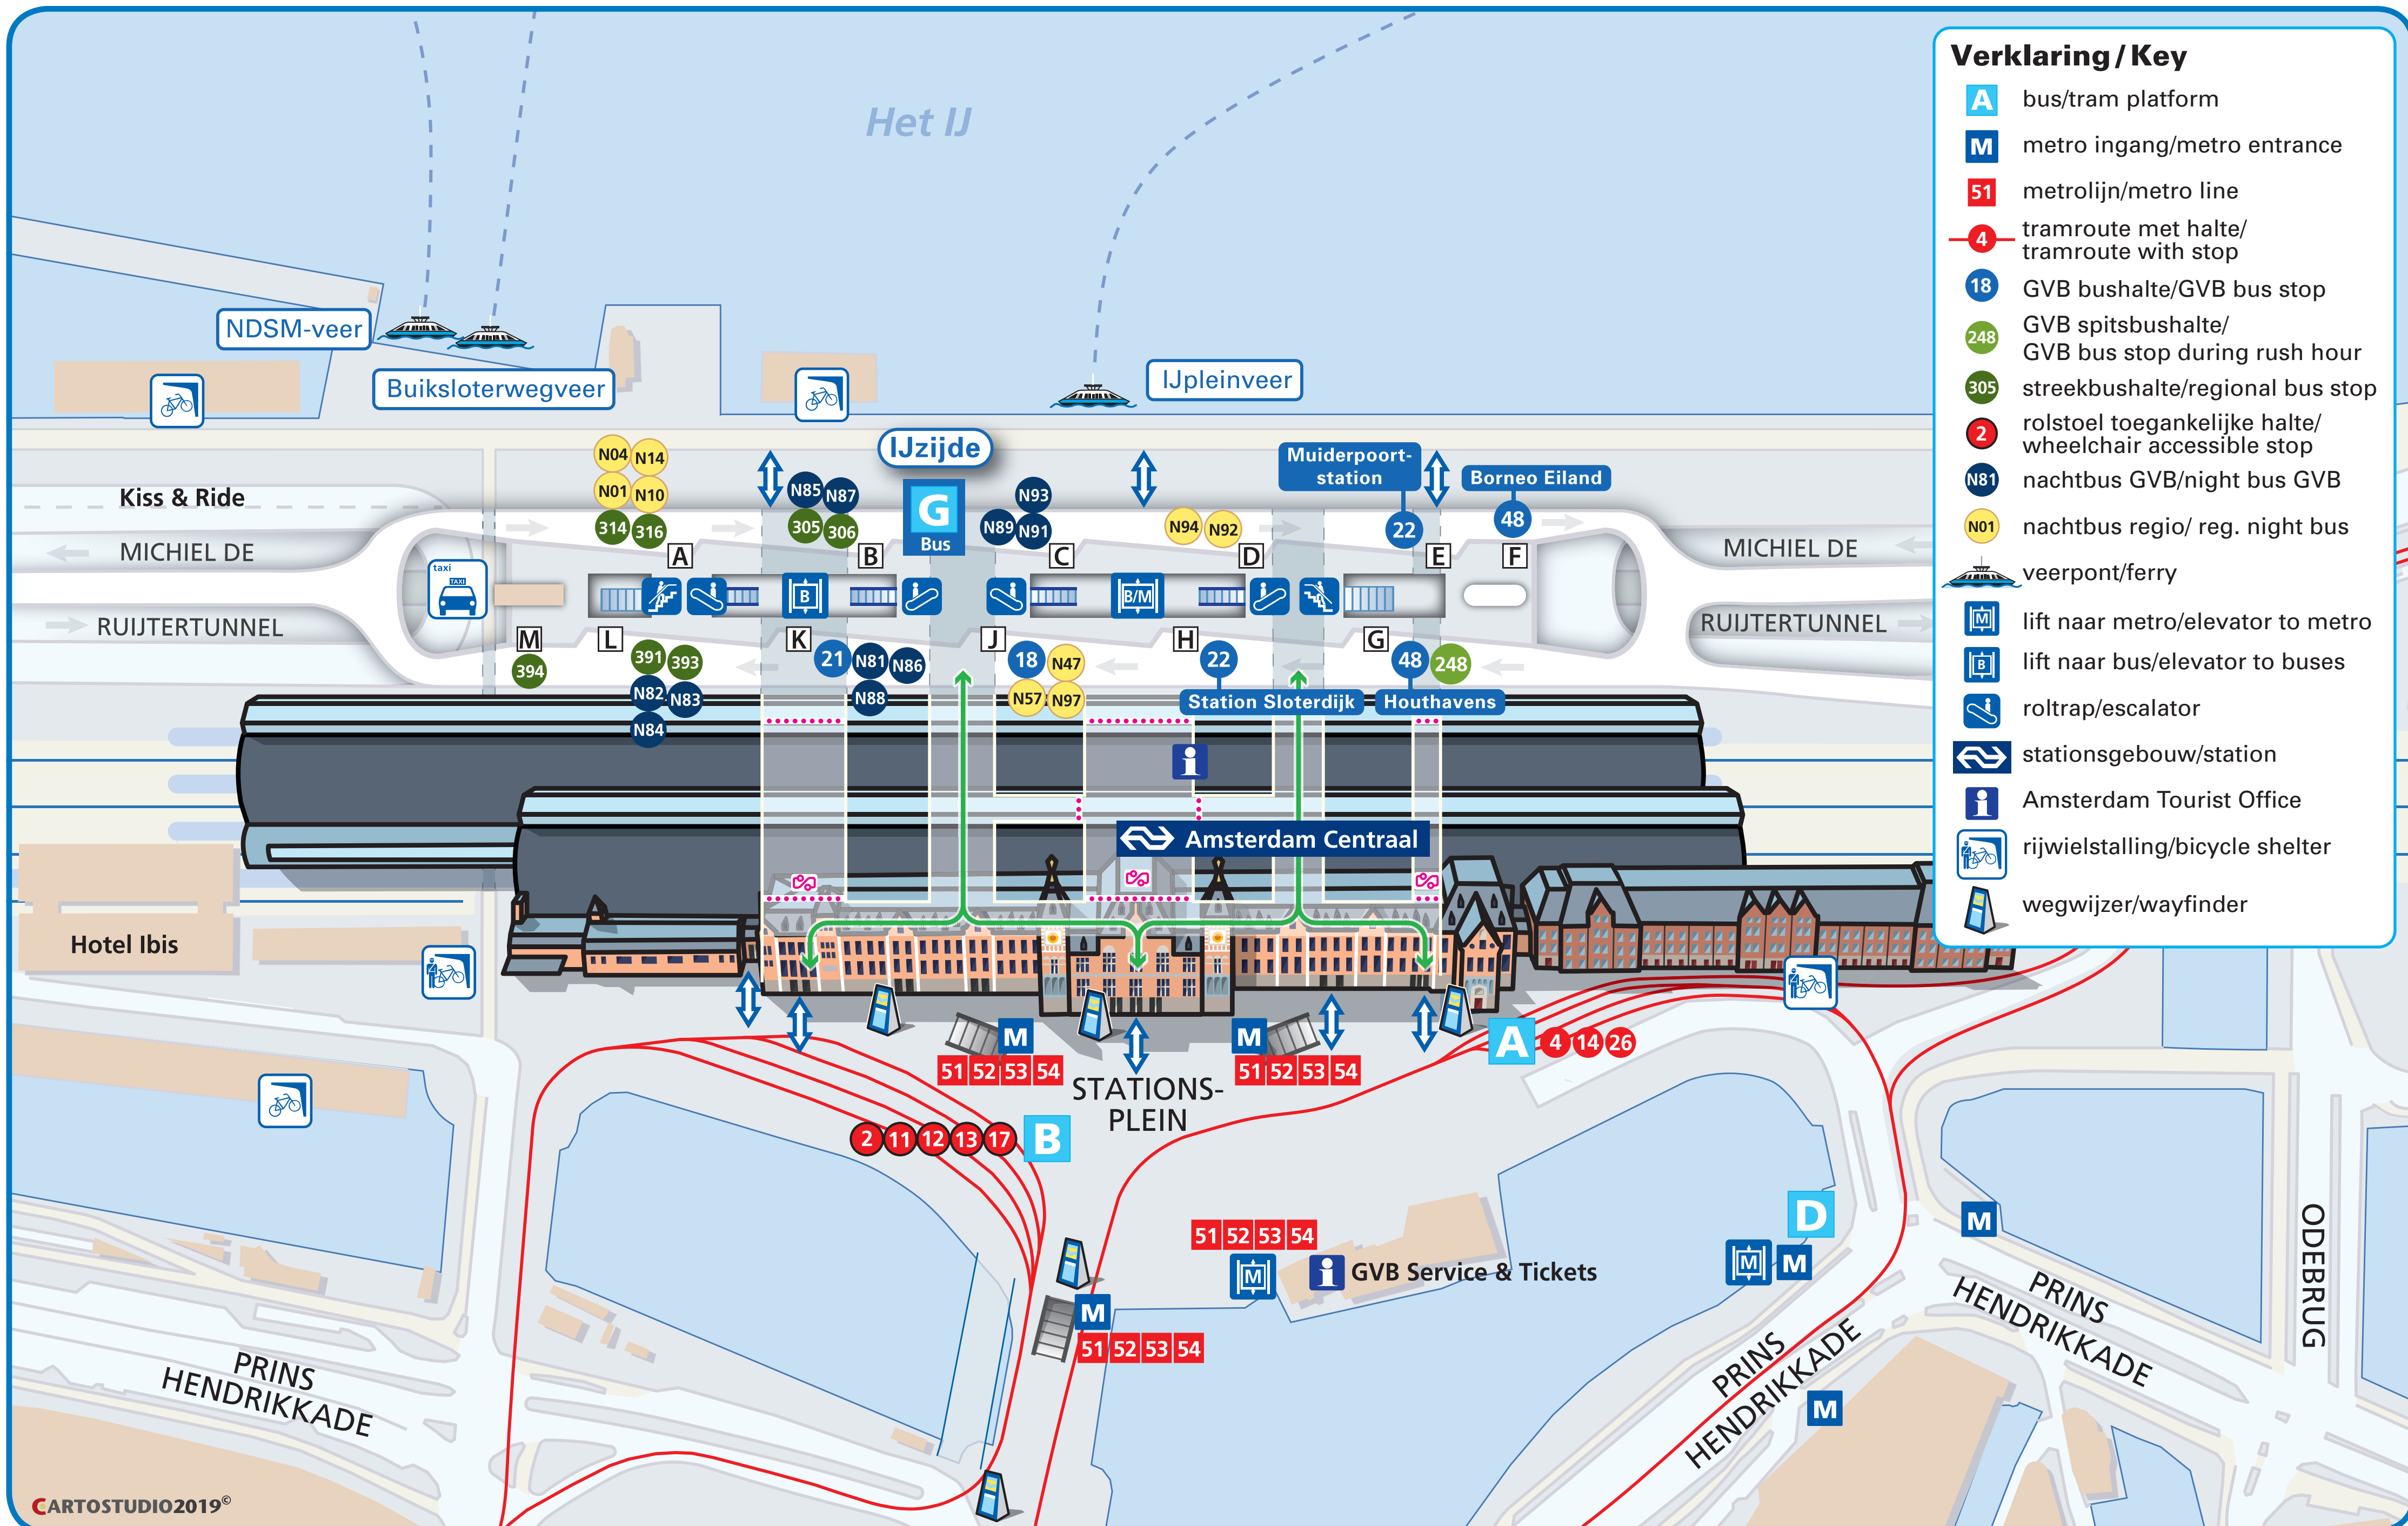 Het IJ
NDSM-veer
Buiksloterwegveer
IJpleinveer
IJzijde
G
Bus
Kiss & Ride
MICHIEL DE
RUIJTERTUNNEL
taxi
TAXI
N04
N14
N01
N10
314
316
A
N85
N87
305
306
B
N93
N89
N91
C
N94
N92
D
Muiderpoort-
station
22
E
Borneo Eiland
48
F
MICHIEL DE
RUIJTERTUNNEL
B
B/M
M
394
L
391
393
N82
N83
N84
K
21
N81
N86
N88
J
18
N47
N57
N97
H
22
Station Sloterdijk
G
48
248
Houthavens
i
Amsterdam Centraal
Hotel Ibis
M
51 52 53 54
M
51 52 53 54
STATIONS-
PLEIN
A 4 14 26
2 11 12 13 17 B
51 52 53 54
M
i GVB Service & Tickets
M
51 52 53 54
D
M M
M
M
PRINS
HENDRIKKADE
PRINS
HENDRIKKADE
PRINS
HENDRIKKADE
ODEBRUG
CARTOSTUDIO2019©
Verklaring/Key
A bus/tram platform
M metro ingang/metro entrance
51 metrolijn/metro line
4 tramroute met halte/
tramroute with stop
18 GVB bushalte/GVB bus stop
248 GVB spitsbushalte/
GVB bus stop during rush hour
305 streekbushalte/regional bus stop
2 rolstoel toegankelijke halte/
wheelchair accessible stop
N81 nachtbus GVB/night bus GVB
N01 nachtbus regio/ reg. night bus
veerpont/ferry
M lift naar metro/elevator to metro
B lift naar bus/elevator to buses
roltrap/escalator
stationsgebouw/station
i Amsterdam Tourist Office
rijwielstalling/bicycle shelter
wegwijzer/wayfinder